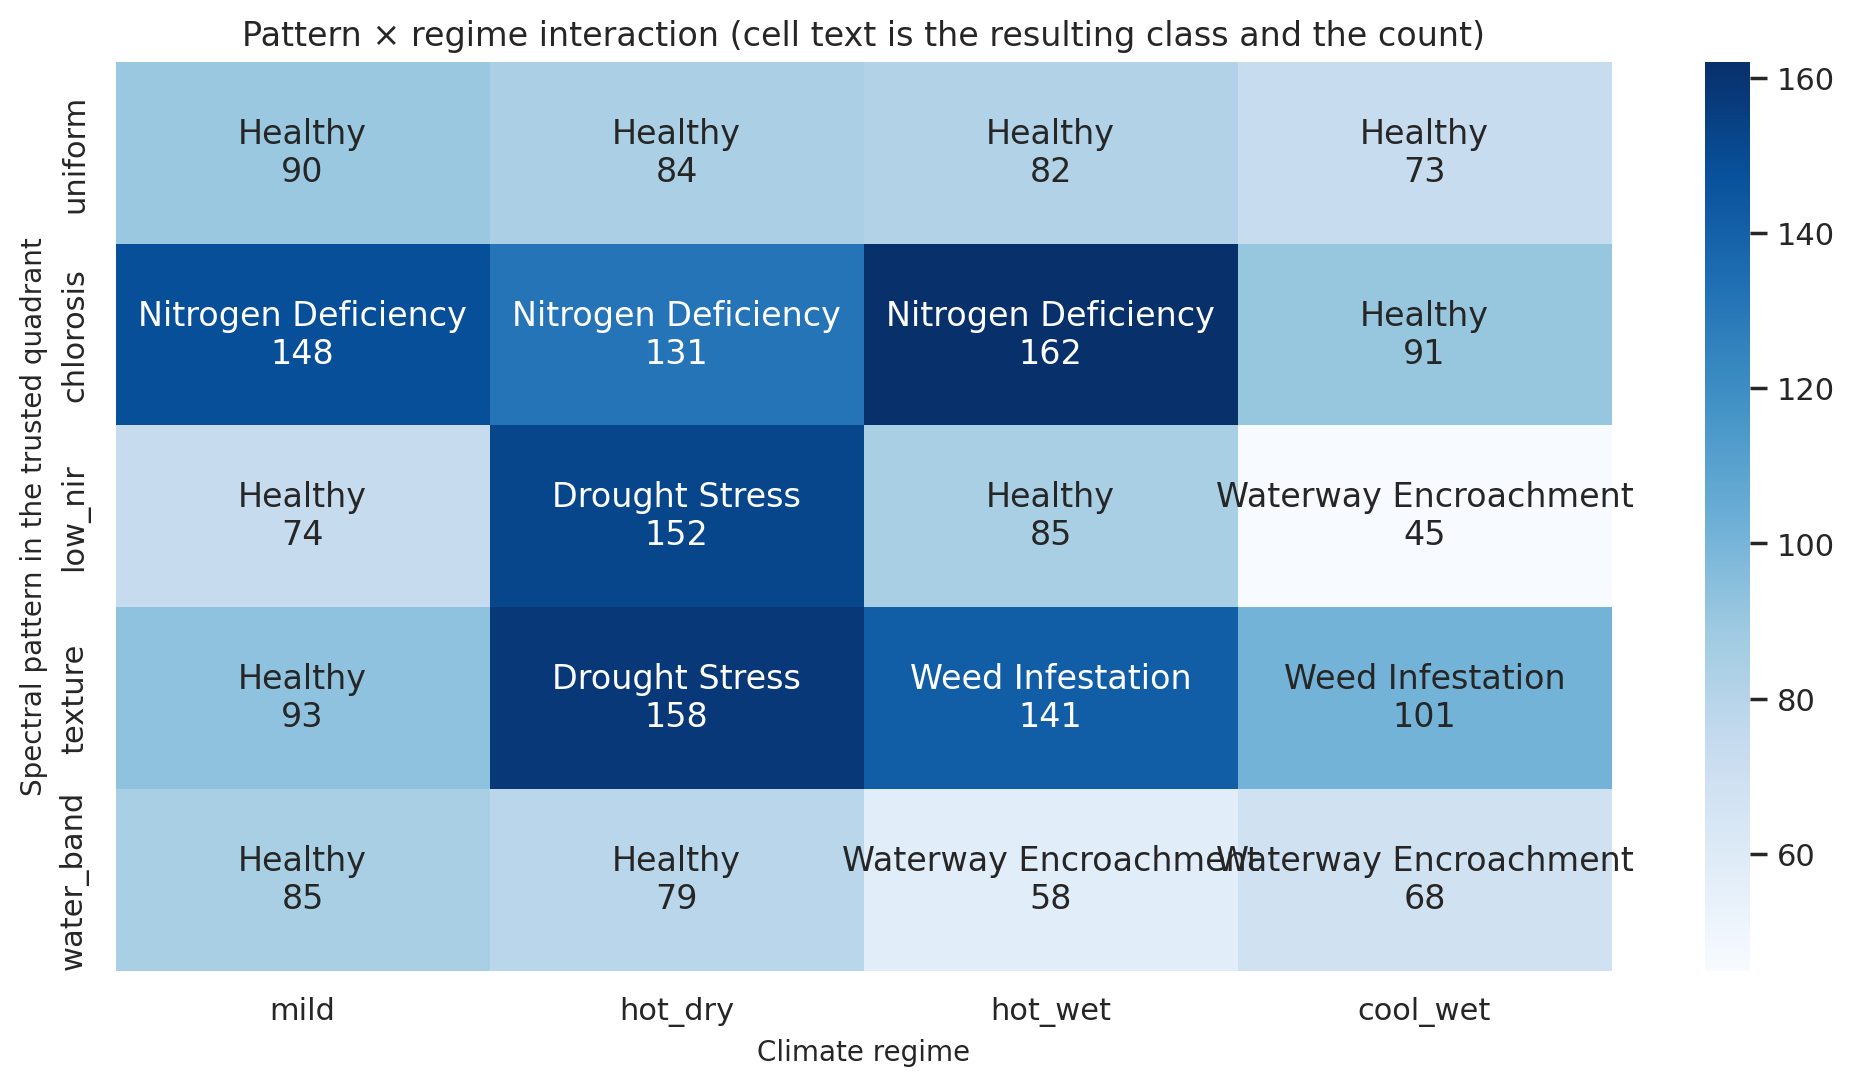 Pattern × regime interaction (cell text is the resulting class and the count)
Spectral pattern in the trusted quadrant
uniform
Healthy
90
Healthy
84
Healthy
82
Healthy
73
chlorosis
Nitrogen Deficiency
148
Nitrogen Deficiency
131
Nitrogen Deficiency
162
Healthy
91
low_nir
Healthy
74
Drought Stress
152
Healthy
85
Waterway Encroachment
45
texture
Healthy
93
Drought Stress
158
Weed Infestation
141
Weed Infestation
101
water_band
Healthy
85
Healthy
79
Waterway Encroachment
58
Waterway Encroachment
68
mild
hot_dry
hot_wet
cool_wet
Climate regime
160
140
120
100
80
60